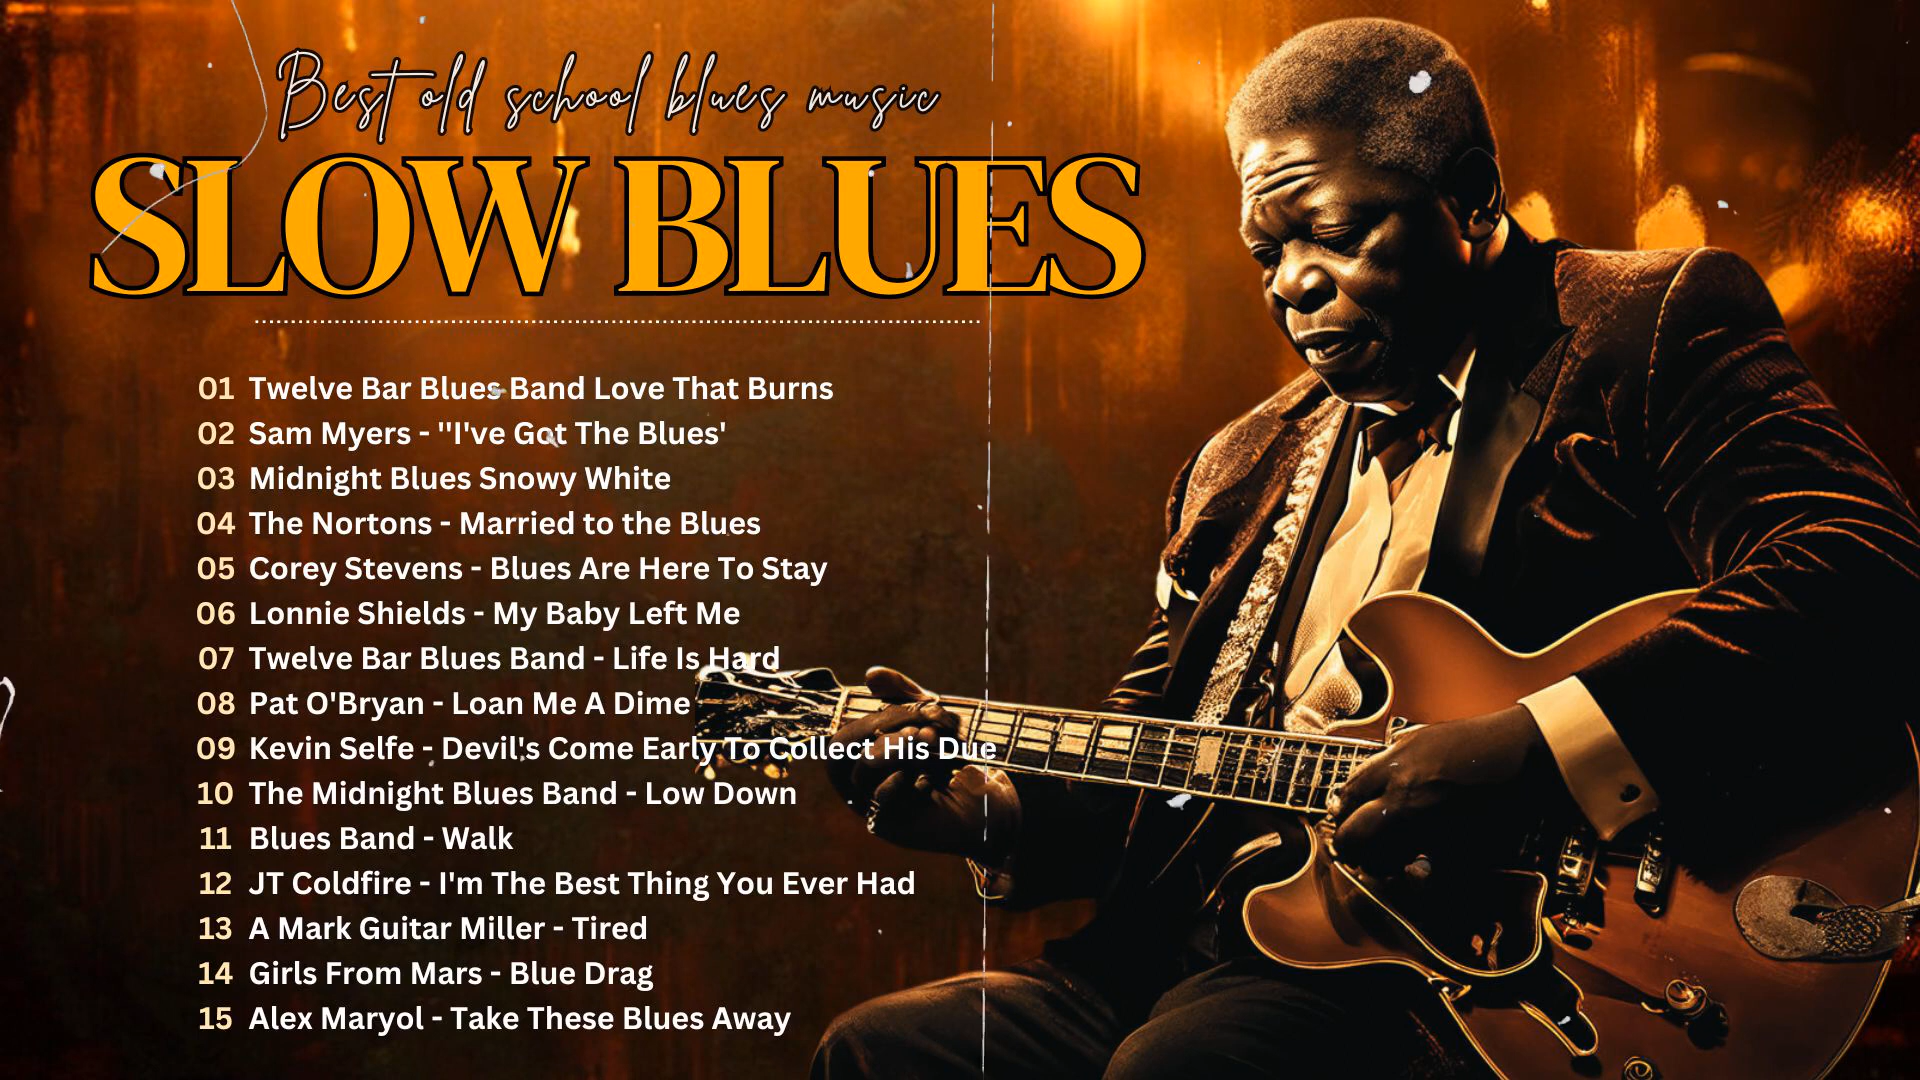 Best old school blues music
SLOW BLUES
01 Twelve Bar Blues Band Love That Burns
02 Sam Myers - "I've Got The Blues'
03 Midnight Blues Snowy White
04 The Nortons - Married to the Blues
05 Corey Stevens - Blues Are Here To Stay
06 Lonnie Shields - My Baby Left Me
07 Twelve Bar Blues Band - Life Is Hard
08 Pat O'Bryan - Loan Me A Dime
09 Kevin Selfe - Devil's Come Early To Collect His Due
10 The Midnight Blues Band - Low Down
11 Blues Band - Walk
12 JT Coldfire - I'm The Best Thing You Ever Had
13 A Mark Guitar Miller - Tired
14 Girls From Mars - Blue Drag
15 Alex Maryol - Take These Blues Away